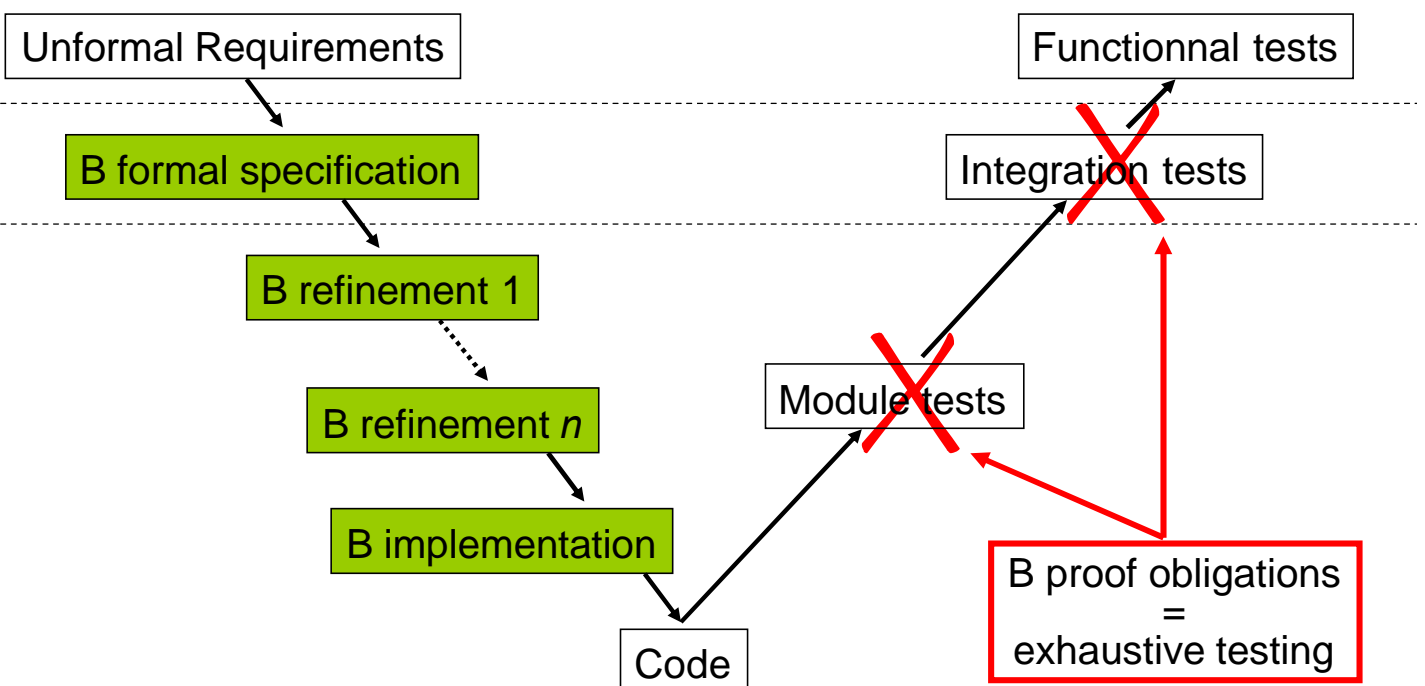 Unformal Requirements
Functionnal tests
B formal specification
Integration tests
B refinement 1
Module tests
B refinement n
B implementation
B proof obligations
=
exhaustive testing
Code